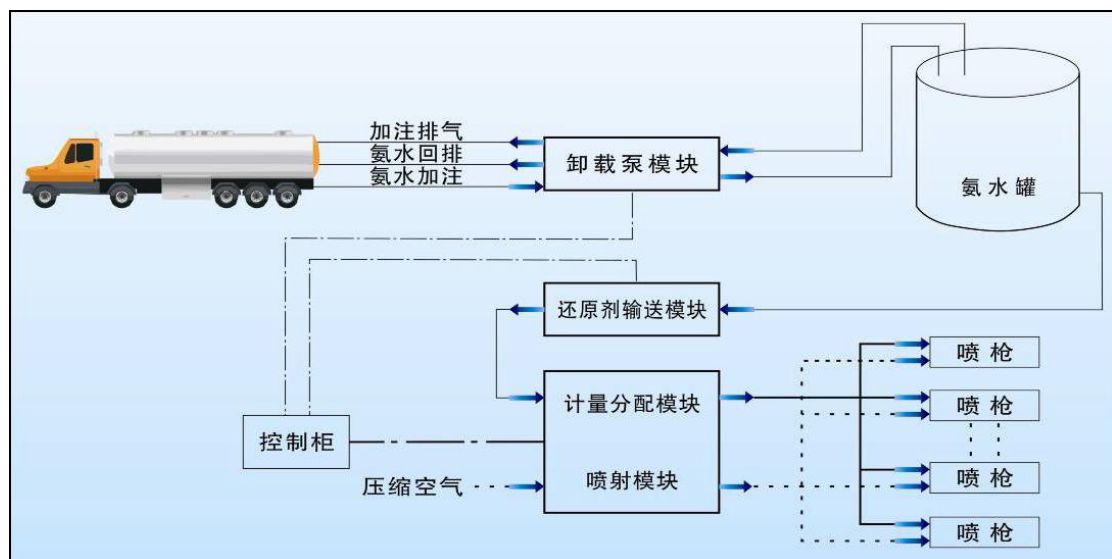 加注排气
氨水回排
氨水加注
卸载泵模块
氨水罐
还原剂输送模块
喷枪
计量分配模块
喷枪
控制柜
喷枪
压缩空气
喷射模块
喷枪